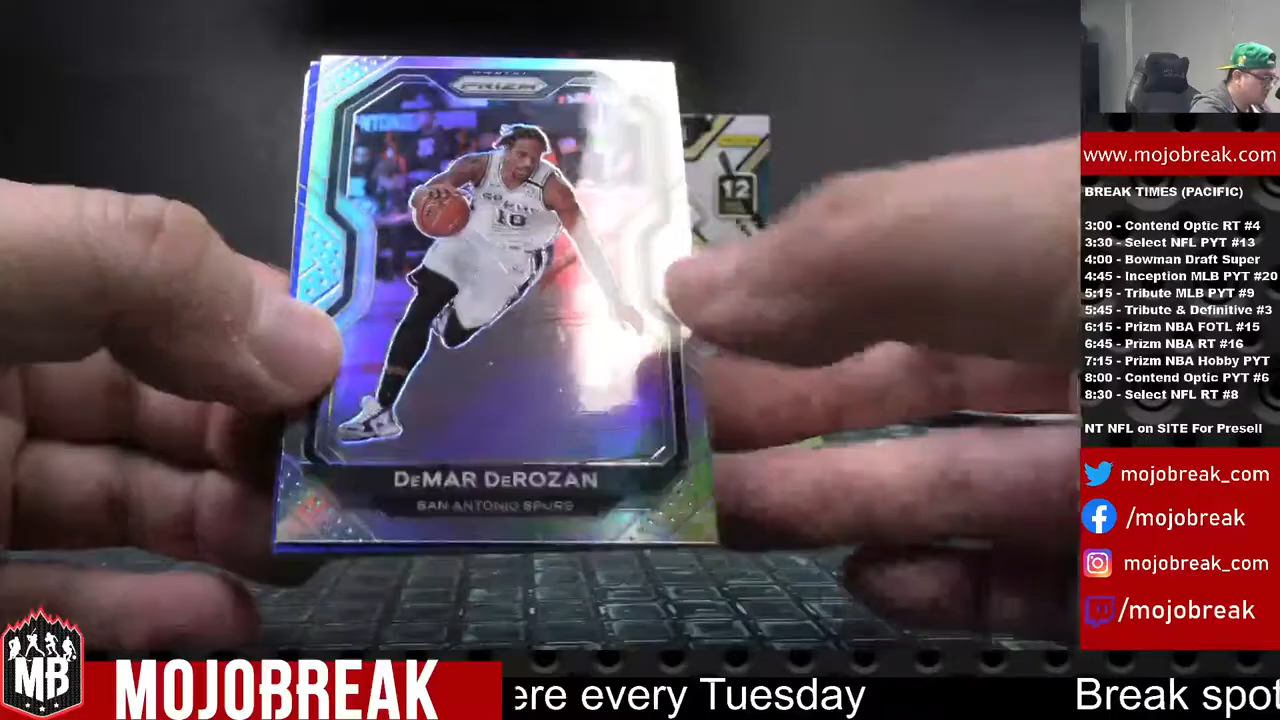 PANINI
PRIZM
10
12
DeMAR DeROZAN
SAN ANTONIO SPURS
www.mojobreak.com
BREAK TIMES (PACIFIC)
3:00 - Contend Optic RT #4
3:30 - Select NFL PYT #13
4:00 - Bowman Draft Super
4:45 - Inception MLB PYT #20
5:15 - Tribute MLB PYT #9
5:45 - Tribute & Definitive #3
6:15 - Prizm NBA FOTL #15
6:45 - Prizm NBA RT #16
7:15 - Prizm NBA Hobby PYT
8:00 - Contend Optic PYT #6
8:30 - Select NFL RT #8
NT NFL on SITE For Presell
mojobreak_com
/mojobreak
mojobreak_com
/mojobreak
MB
MOJOBREAK
ere every Tuesday
Break spot